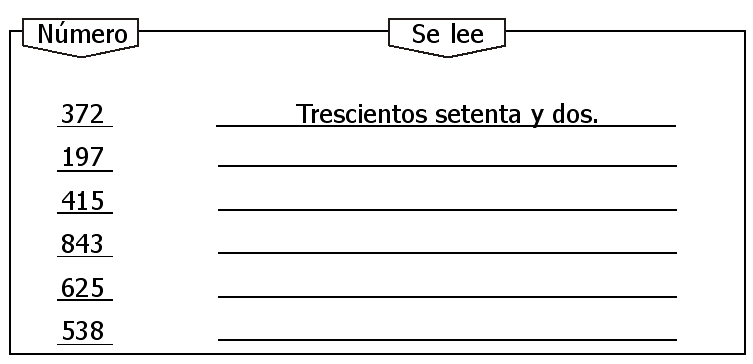 Número Se lee
372 Trescientos setenta y dos.
197
415
843
625
538